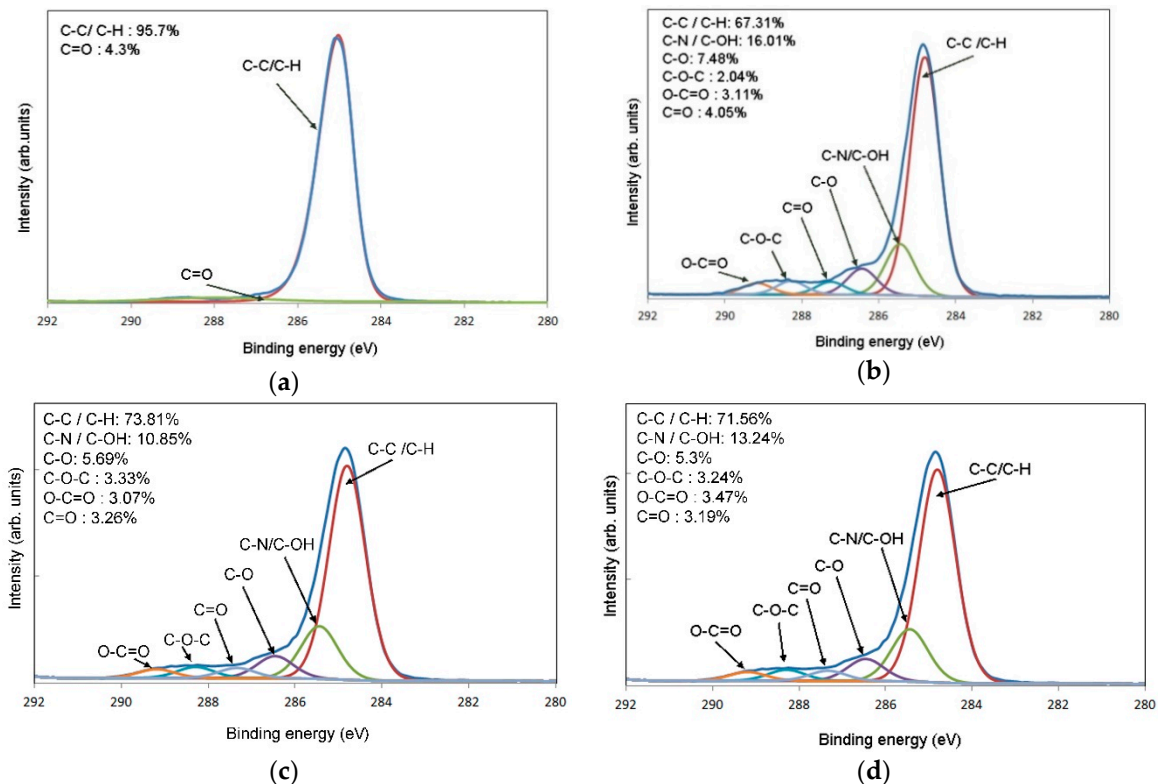 C-C/ C-H : 95.7%
C=O : 4.3%
C-C/C-H
C=O
Intensity (arb.units)
292 290 288 286 284 282 280
Binding energy (eV)
(a)
C-C / C-H: 67.31%
C-N / C-OH: 16.01%
C-O: 7.48%
C-O-C: 2.04%
O-C=O : 3.11%
C=O : 4.05%
C-C /C-H
C-N/C-OH
C-O
C=O
C-O-C
O-C=O
Intensity (arb. units)
292 290 288 286 284 282 280
Binding energy (eV)
(b)
C-C / C-H: 73.81%
C-N / C-OH: 10.85%
C-O: 5.69%
C-O-C : 3.33%
O-C=O : 3.07%
C=O : 3.26%
C-C /C-H
C-N/C-OH
C-O
C=O
C-O-C
O-C=O
Intensity (arb. units)
292 290 288 286 284 282 280
Binding energy (eV)
(c)
C-C / C-H: 71.56%
C-N / C-OH: 13.24%
C-O: 5.3%
C-O-C : 3.24%
O-C=O : 3.47%
C=O : 3.19%
C-C/C-H
C-N/C-OH
C-O
C=O
C-O-C
O-C=O
Intensity (arb. units)
292 290 288 286 284 282 280
Binding energy (eV)
(d)